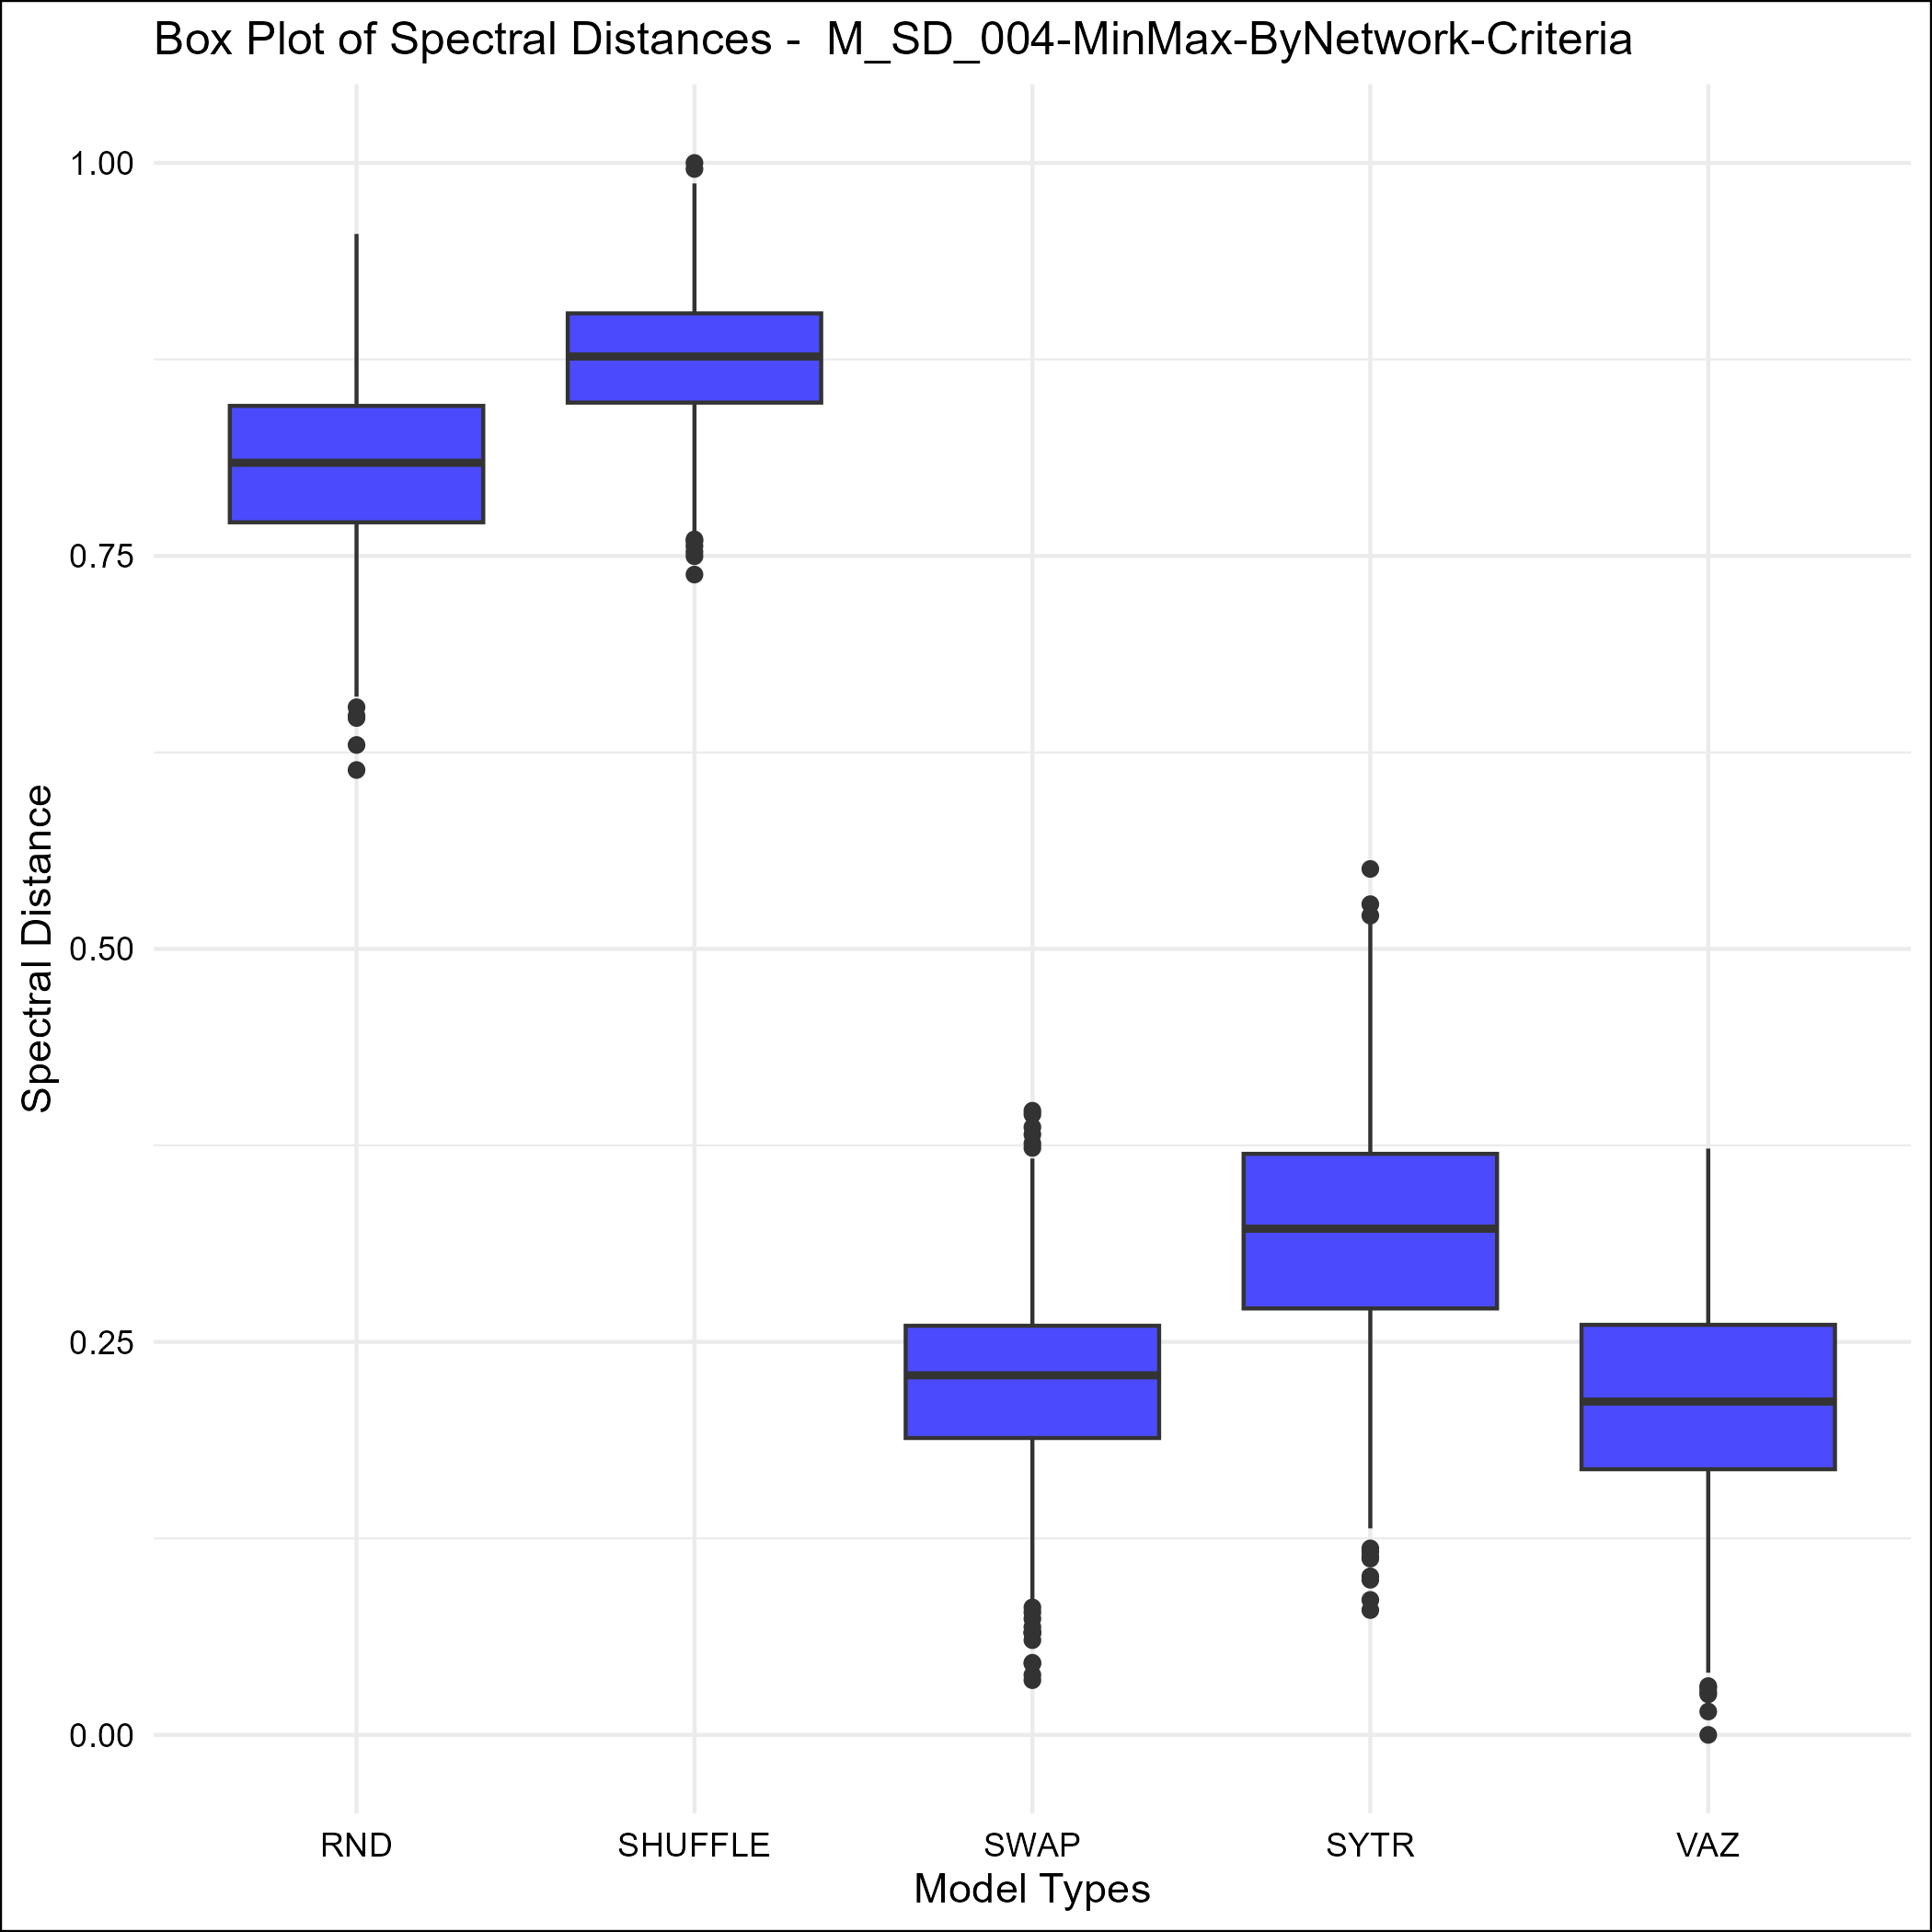 Box Plot of Spectral Distances -  M_SD_004-MinMax-ByNetwork-Criteria
Spectral Distance
1.00
0.75
0.50
0.25
0.00
RND SHUFFLE SWAP SYTR VAZ
Model Types